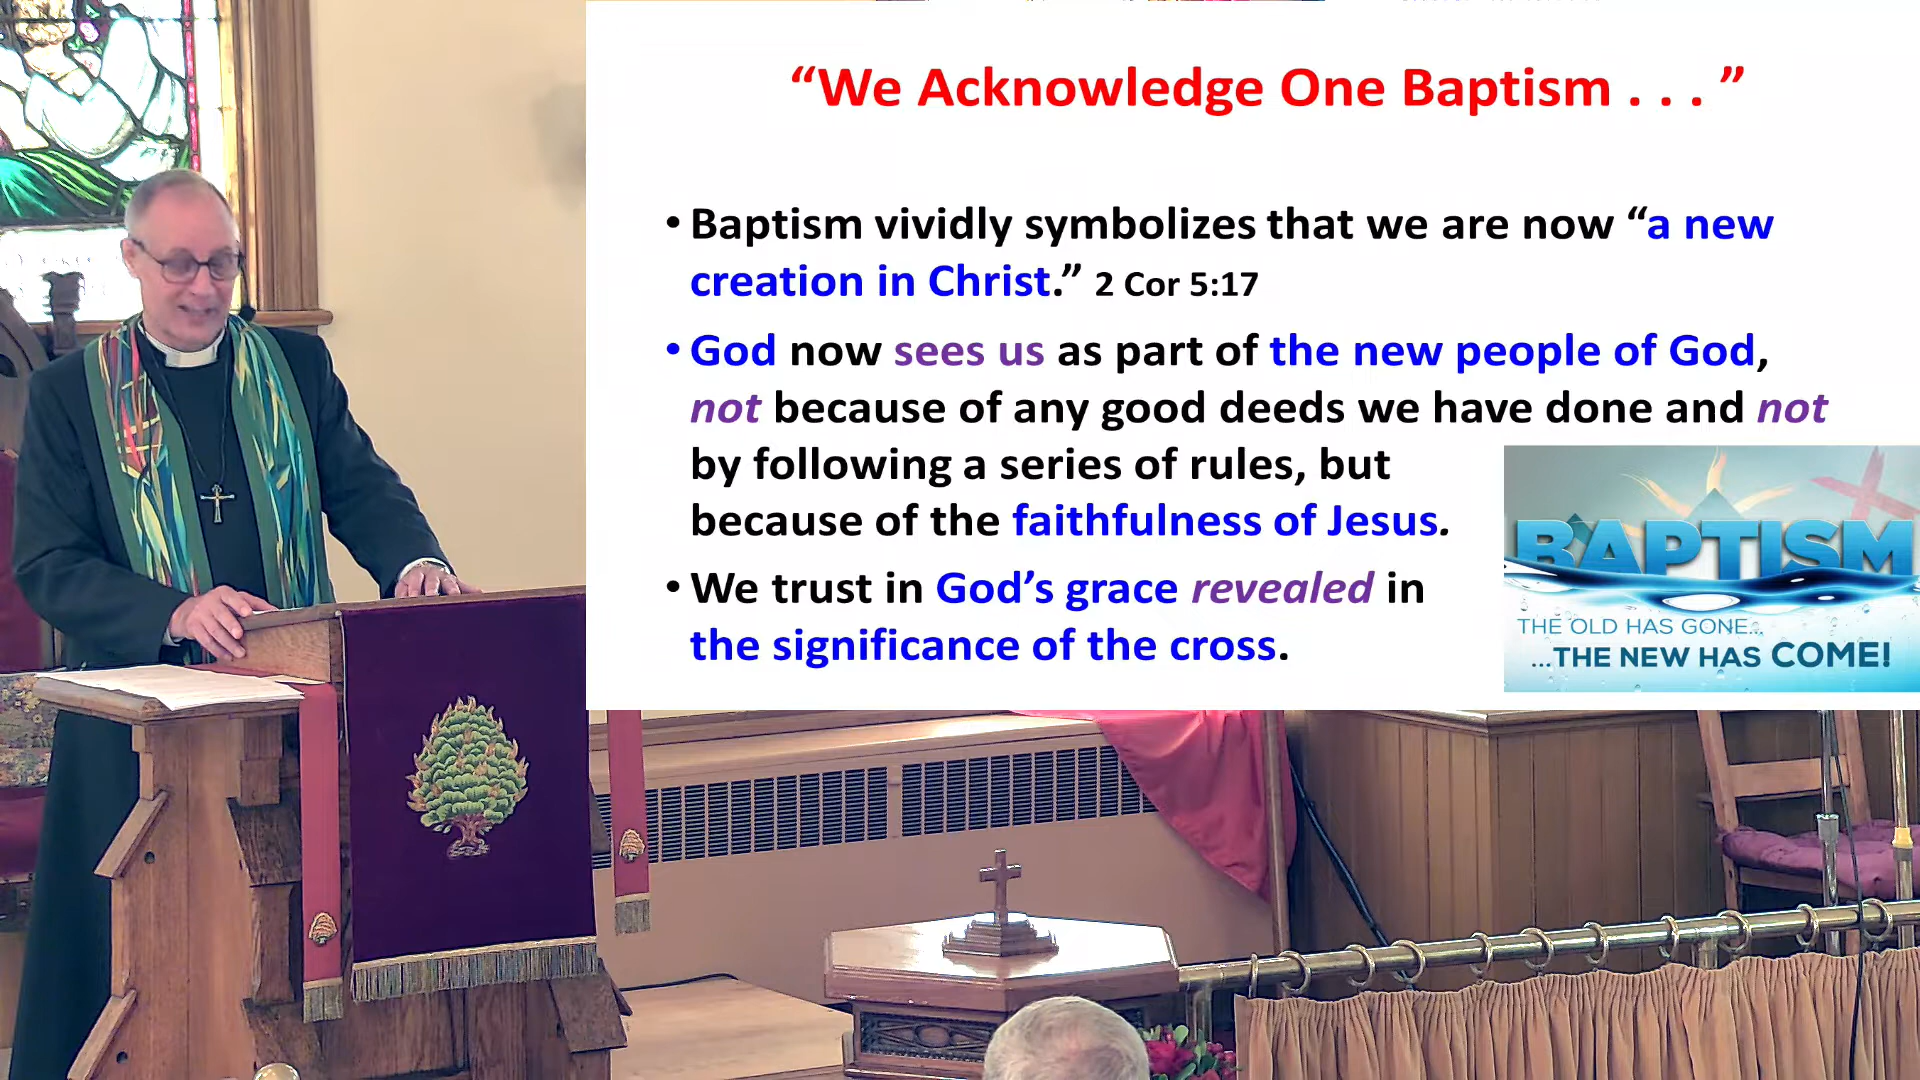 “We Acknowledge One Baptism . . . ”
• Baptism vividly symbolizes that we are now “a new
creation in Christ.” 2 Cor 5:17
• God now sees us as part of the new people of God,
not because of any good deeds we have done and not
by following a series of rules, but
because of the faithfulness of Jesus.
• We trust in God’s grace revealed in
the significance of the cross.
BAPTISM
THE OLD HAS GONE...
...THE NEW HAS COME!